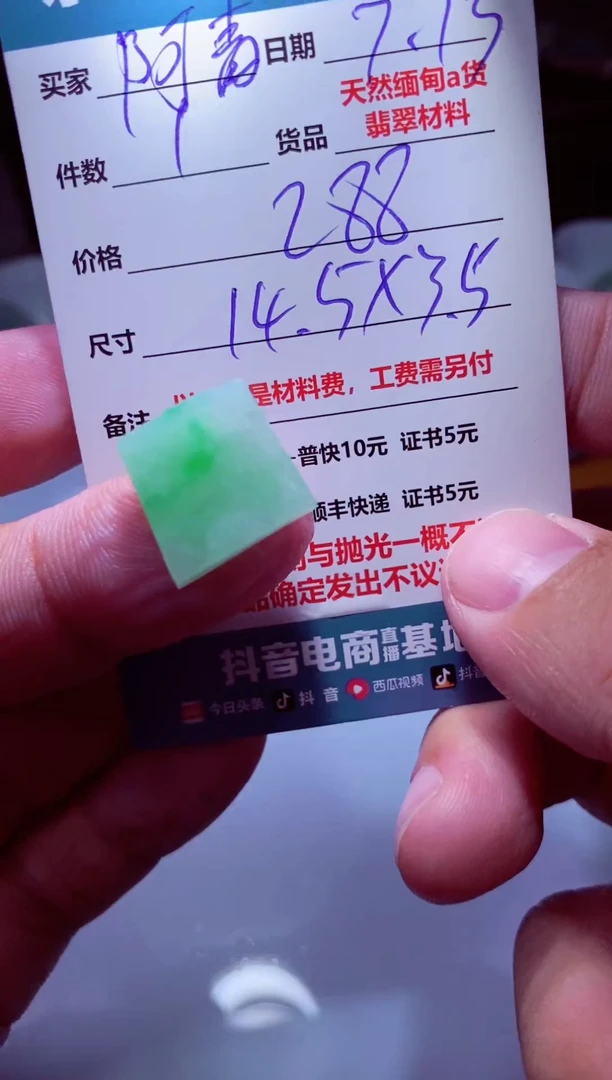 买家 阿青 日期 7.15
天然缅甸a货
件数 货品 翡翠材料
价格 288
尺寸 14.5X3.5
备注 是材料费，工费需另付
普快10元 证书5元
顺丰快递 证书5元
与抛光一概不
确定发出不议
抖音电商直播基地
今日头条 抖音 西瓜视频 抖音